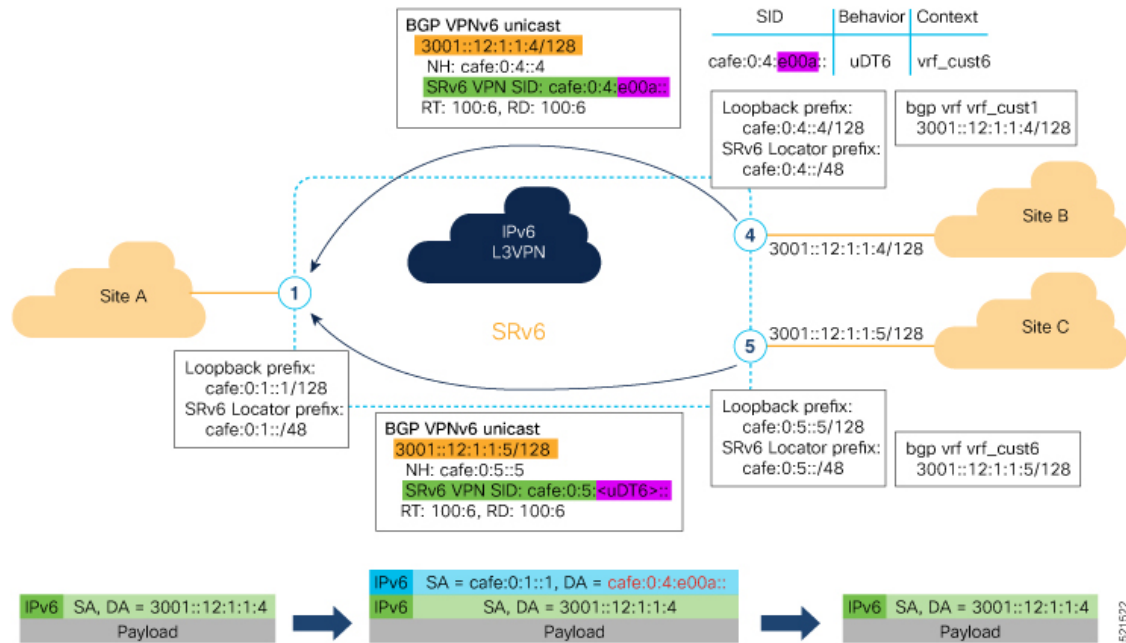 BGP VPNv6 unicast
3001::12:1:1:4/128
NH: cafe:0:4::4
SRv6 VPN SID: cafe:0:4:e00a::
RT: 100:6, RD: 100:6
SID Behavior Context
cafe:0:4:e00a:: uDT6 vrf_cust6
Loopback prefix:
cafe:0:4::4/128
SRv6 Locator prefix:
cafe:0:4::/48
bgp vrf vrf_cust1
3001::12:1:1:4/128
IPv6
L3VPN
Site B
4
3001::12:1:1:4/128
Site A
1
SRv6
3001::12:1:1:5/128
Site C
5
Loopback prefix:
cafe:0:1::1/128
SRv6 Locator prefix:
cafe:0:1::/48
BGP VPNv6 unicast
3001::12:1:1:5/128
NH: cafe:0:5::5
SRv6 VPN SID: cafe:0:5:<uDT6>::
RT: 100:6, RD: 100:6
Loopback prefix:
cafe:0:5::5/128
SRv6 Locator prefix:
cafe:0:5::/48
bgp vrf vrf_cust6
3001::12:1:1:5/128
IPv6 SA, DA = 3001::12:1:1:4
Payload
IPv6 SA = cafe:0:1::1, DA = cafe:0:4:e00a::
IPv6 SA, DA = 3001::12:1:1:4
Payload
IPv6 SA, DA = 3001::12:1:1:4
Payload
521522